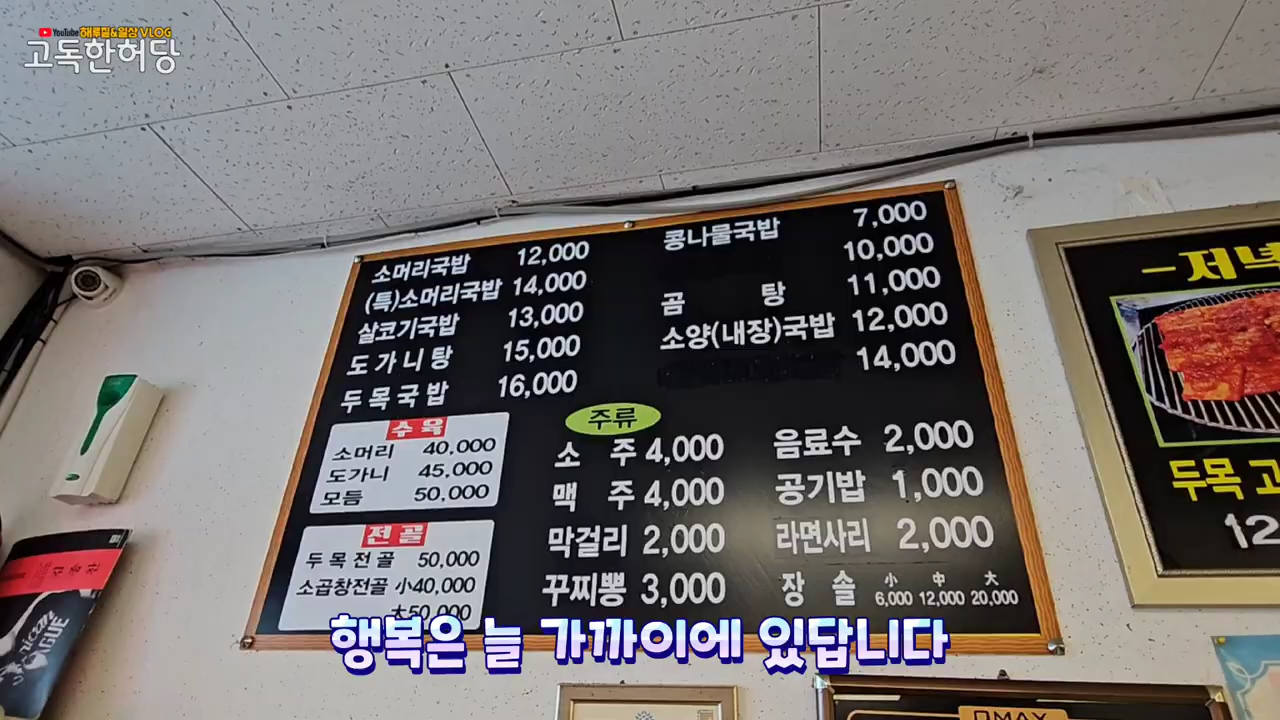 YouTube 해루질&일상 VLOG
고독한허당
소머리국밥 12,000
(특)소머리국밥 14,000
살코기국밥 13,000
도가니탕 15,000
두목국밥 16,000
콩나물국밥 7,000
10,000
곰 탕 11,000
소양(내장)국밥 12,000
14,000
수육
소머리 40,000
도가니 45,000
모듬 50,000
전골
두목전골 50,000
소곱창전골 小40,000
大50,000
주류
소 주 4,000
맥 주 4,000
막걸리 2,000
꾸찌뽕 3,000
음료수 2,000
공기밥 1,000
라면사리 2,000
장 솔 小 6,000 中 12,000 大 20,000
-저녁
두목 고
12
행복은 늘 가까이에 있답니다